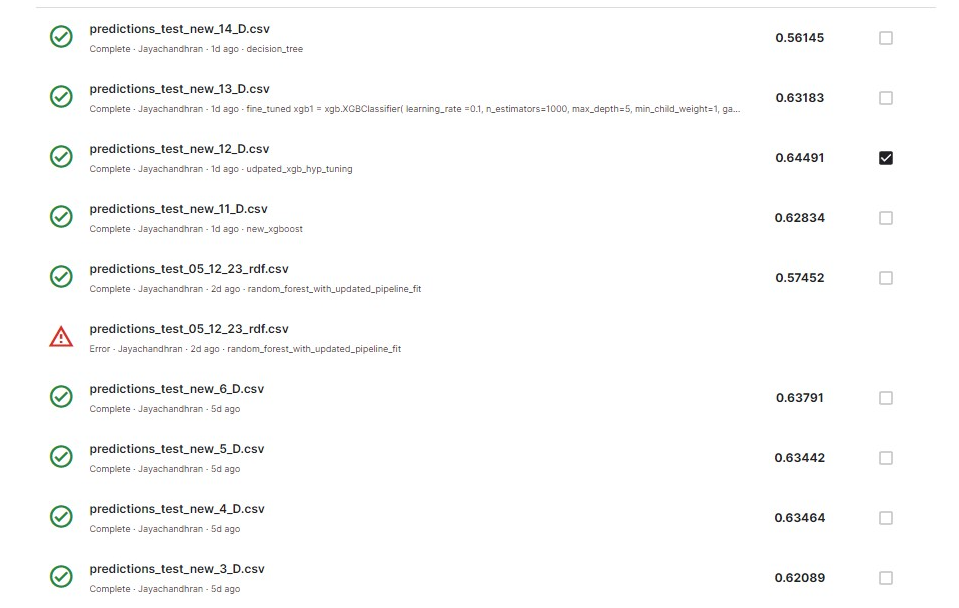 predictions_test_new_14_D.csv
Complete · Jayachandhran · 1d ago · decision_tree
0.56145
predictions_test_new_13_D.csv
Complete · Jayachandhran · 1d ago · fine_tuned xgb1 = xgb.XGBClassifier( learning_rate =0.1, n_estimators=1000, max_depth=5, min_child_weight=1, ga...
0.63183
predictions_test_new_12_D.csv
Complete · Jayachandhran · 1d ago · udpated_xgb_hyp_tuning
0.64491
predictions_test_new_11_D.csv
Complete · Jayachandhran · 1d ago · new_xgboost
0.62834
predictions_test_05_12_23_rdf.csv
Complete · Jayachandhran · 2d ago · random_forest_with_updated_pipeline_fit
0.57452
predictions_test_05_12_23_rdf.csv
Error · Jayachandhran · 2d ago · random_forest_with_updated_pipeline_fit
predictions_test_new_6_D.csv
Complete · Jayachandhran · 5d ago
0.63791
predictions_test_new_5_D.csv
Complete · Jayachandhran · 5d ago
0.63442
predictions_test_new_4_D.csv
Complete · Jayachandhran · 5d ago
0.63464
predictions_test_new_3_D.csv
Complete · Jayachandhran · 5d ago
0.62089